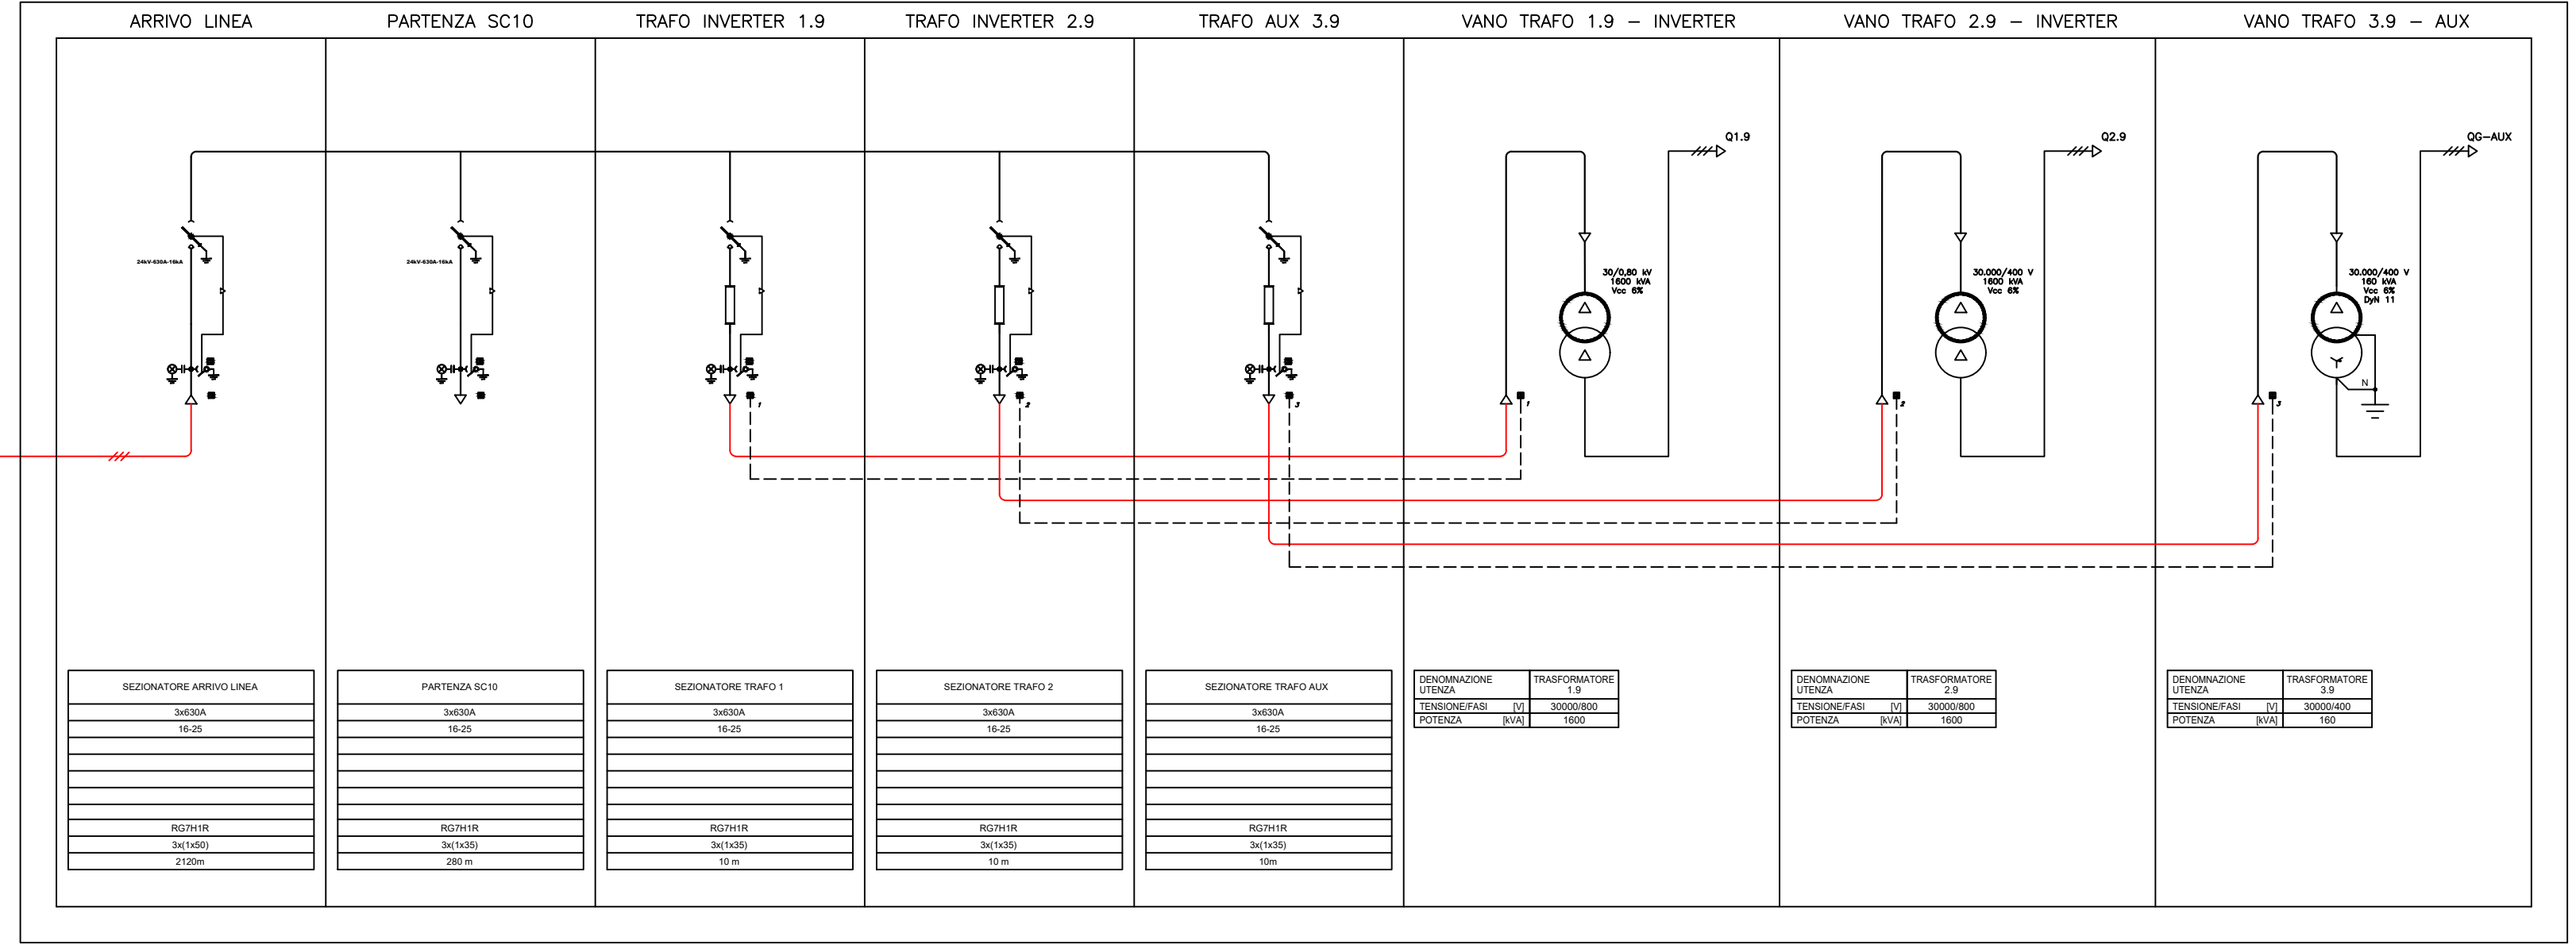 ARRIVO LINEA
PARTENZA SC10
TRAFO INVERTER 1.9
TRAFO INVERTER 2.9
TRAFO AUX 3.9
VANO TRAFO 1.9 – INVERTER
VANO TRAFO 2.9 – INVERTER
VANO TRAFO 3.9 – AUX
Q1.9
Q2.9
QG–AUX
24kV-630A-16kA
24kV-630A-16kA
30/0,80 kV
1600 kVA
Vcc 6%
30.000/400 V
1600 kVA
Vcc 6%
30.000/400 V
160 kVA
Vcc 6%
DyN 11
N
1
2
3
1
2
3
SEZIONATORE ARRIVO LINEA
3x630A
16-25
RG7H1R
3x(1x50)
2120m
PARTENZA SC10
3x630A
16-25
RG7H1R
3x(1x35)
280 m
SEZIONATORE TRAFO 1
3x630A
16-25
RG7H1R
3x(1x35)
10 m
SEZIONATORE TRAFO 2
3x630A
16-25
RG7H1R
3x(1x35)
10 m
SEZIONATORE TRAFO AUX
3x630A
16-25
RG7H1R
3x(1x35)
10m
DENOMNAZIONE UTENZA TRASFORMATORE 1.9
TENSIONE/FASI [V] 30000/800
POTENZA [kVA] 1600
DENOMNAZIONE UTENZA TRASFORMATORE 2.9
TENSIONE/FASI [V] 30000/800
POTENZA [kVA] 1600
DENOMNAZIONE UTENZA TRASFORMATORE 3.9
TENSIONE/FASI [V] 30000/400
POTENZA [kVA] 160